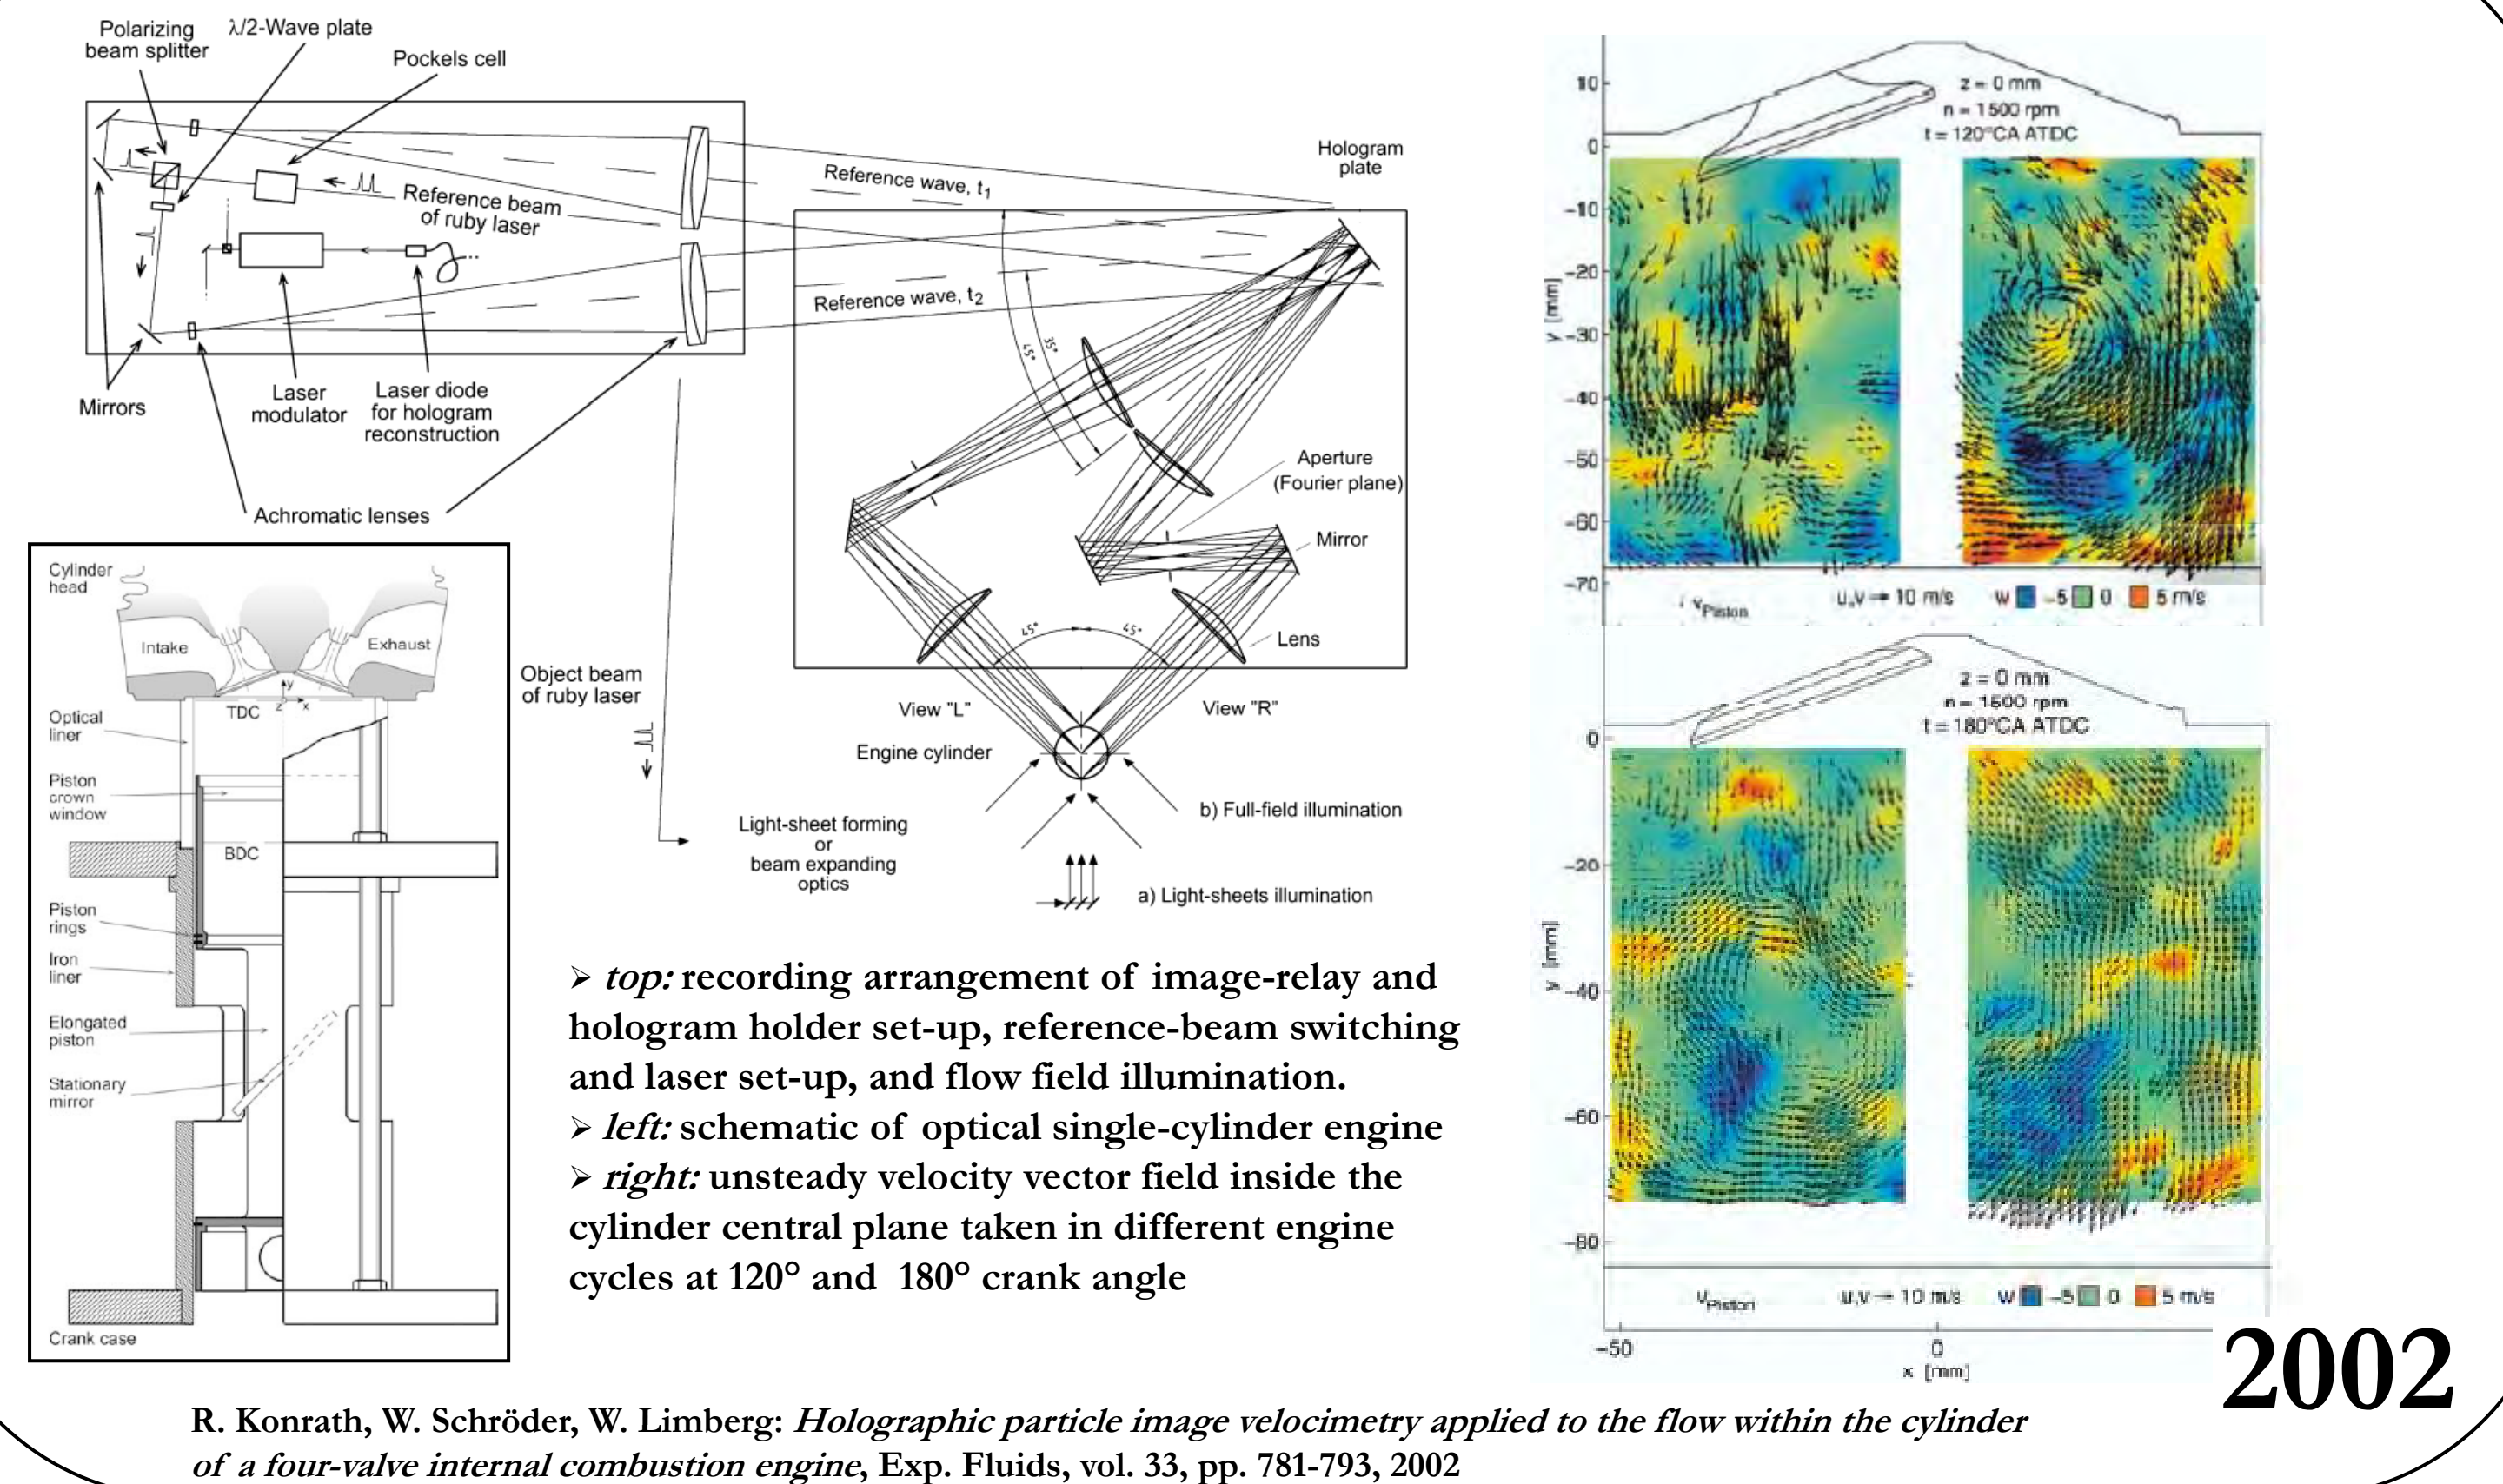 Polarizing
beam splitter
λ/2-Wave plate
Pockels cell
Reference beam
of ruby laser
Mirrors
Laser
modulator
Laser diode
for hologram
reconstruction
Achromatic lenses
Reference wave, t1
Reference wave, t2
Hologram
plate
45°
35°
Aperture
(Fourier plane)
Mirror
Lens
45°
45°
View "L"
View "R"
Engine cylinder
Object beam
of ruby laser
Light-sheet forming
or
beam expanding
optics
b) Full-field illumination
a) Light-sheets illumination
Cylinder
head
Intake
Exhaust
y
z
x
TDC
Optical
liner
Piston
crown
window
BDC
Piston
rings
Iron
liner
Elongated
piston
Stationary
mirror
Crank case
➢ top: recording arrangement of image-relay and
hologram holder set-up, reference-beam switching
and laser set-up, and flow field illumination.
➢ left: schematic of optical single-cylinder engine
➢ right: unsteady velocity vector field inside the
cylinder central plane taken in different engine
cycles at 120° and 180° crank angle
z = 0 mm
n = 1500 rpm
t = 120°CA ATDC
10
0
-10
-20
-30
-40
-50
-60
-70
y [mm]
vPiston u,v → 10 m/s w -5 0 5 m/s
z = 0 mm
n = 1500 rpm
t = 180°CA ATDC
0
-20
-40
-60
-80
y [mm]
vPiston u,v → 10 m/s w -5 0 5 m/s
-50 0
x [mm]
2002
R. Konrath, W. Schröder, W. Limberg: Holographic particle image velocimetry applied to the flow within the cylinder
of a four-valve internal combustion engine, Exp. Fluids, vol. 33, pp. 781-793, 2002